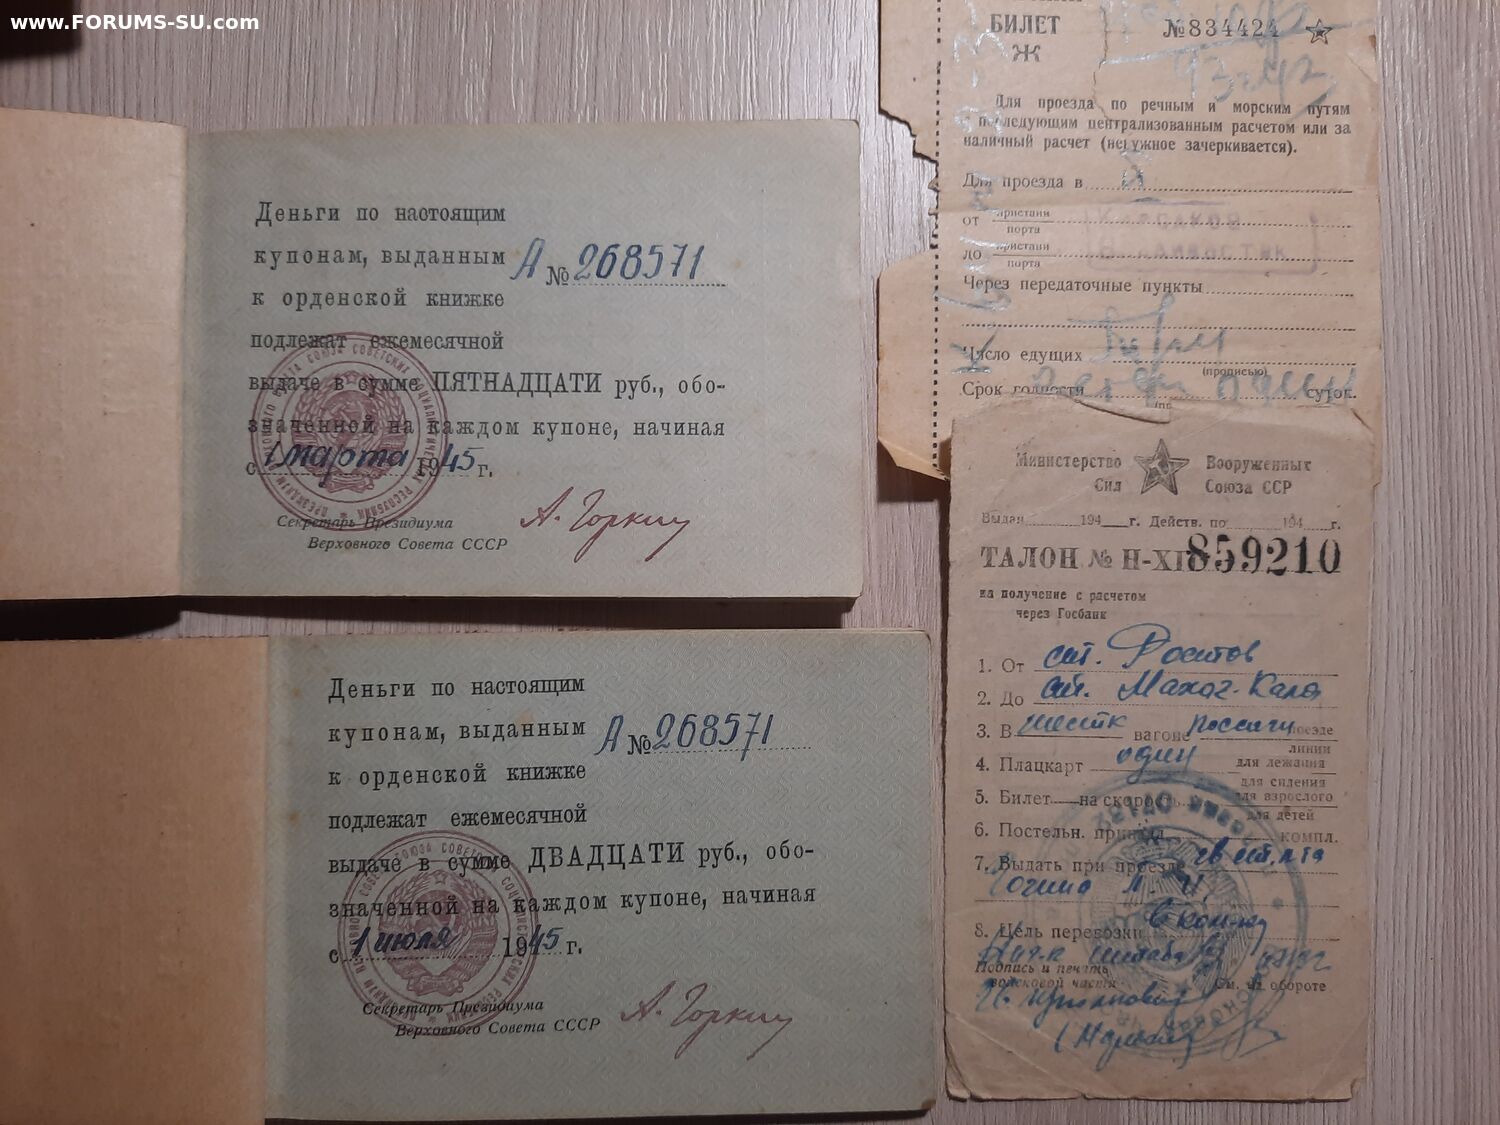 www.FORUMS-SU.com
Деньги по настоящим
купонам, выданным А № 268571
к орденской книжке
подлежат ежемесячной
выдаче в сумме ПЯТНАДЦАТИ руб., обо-
значенной на каждом купоне, начиная
с 1 марта 1945 г.
Секретарь Президиума
Верховного Совета СССР
А. Горкин
Деньги по настоящим
купонам, выданным А № 268571
к орденской книжке
подлежат ежемесячной
выдаче в сумме ДВАДЦАТИ руб., обо-
значенной на каждом купоне, начиная
с 1 июля 1945 г.
Секретарь Президиума
Верховного Совета СССР
А. Горкин
БИЛЕТ №834424
Ж
Для проезда по речным и морским путям
с последующим централизованным расчетом или за
наличный расчет (ненужное зачеркивается).
Для проезда в
от пристани
порта
до пристани
порта
Через передаточные пункты
Число едущих
(прописью)
Срок годности суток.
Министерство Вооруженных
Сил Союза ССР
Выдан 194 г. Действ. по 194 г.
ТАЛОН № Н-XI 859210
на получение с расчетом
через Госбанк
1. От ст. Ростов
2. До ст. Махач-Кала
3. В вагоне поезде
линии
4. Плацкарт один для лежания
для сидения
5. Билет на скорость для взрослого
для детей
6. Постельн. принадл. компл.
7. Выдать при проезде
8. Цель перевозки
Подпись и печать
войсковой части См. на обороте